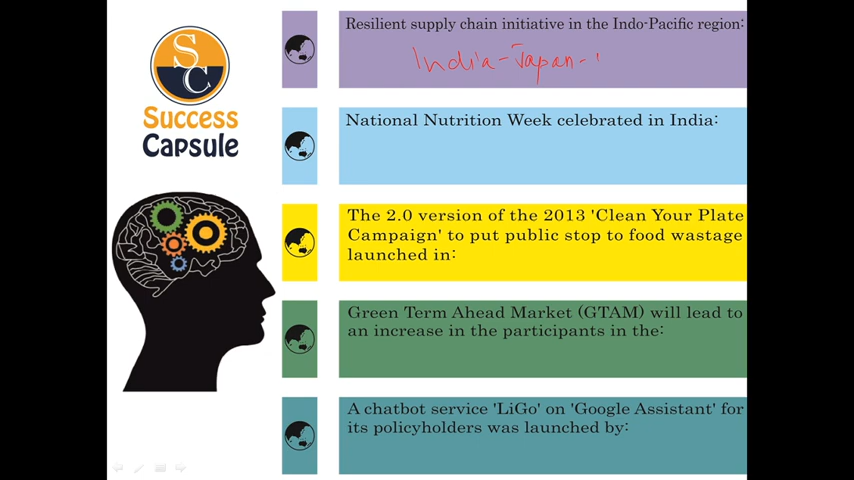 SC
Success
Capsule
Resilient supply chain initiative in the Indo-Pacific region:
India-Japan-
National Nutrition Week celebrated in India:
The 2.0 version of the 2013 'Clean Your Plate
Campaign' to put public stop to food wastage
launched in:
Green Term Ahead Market (GTAM) will lead to
an increase in the participants in the:
A chatbot service 'LiGo' on 'Google Assistant' for
its policyholders was launched by: